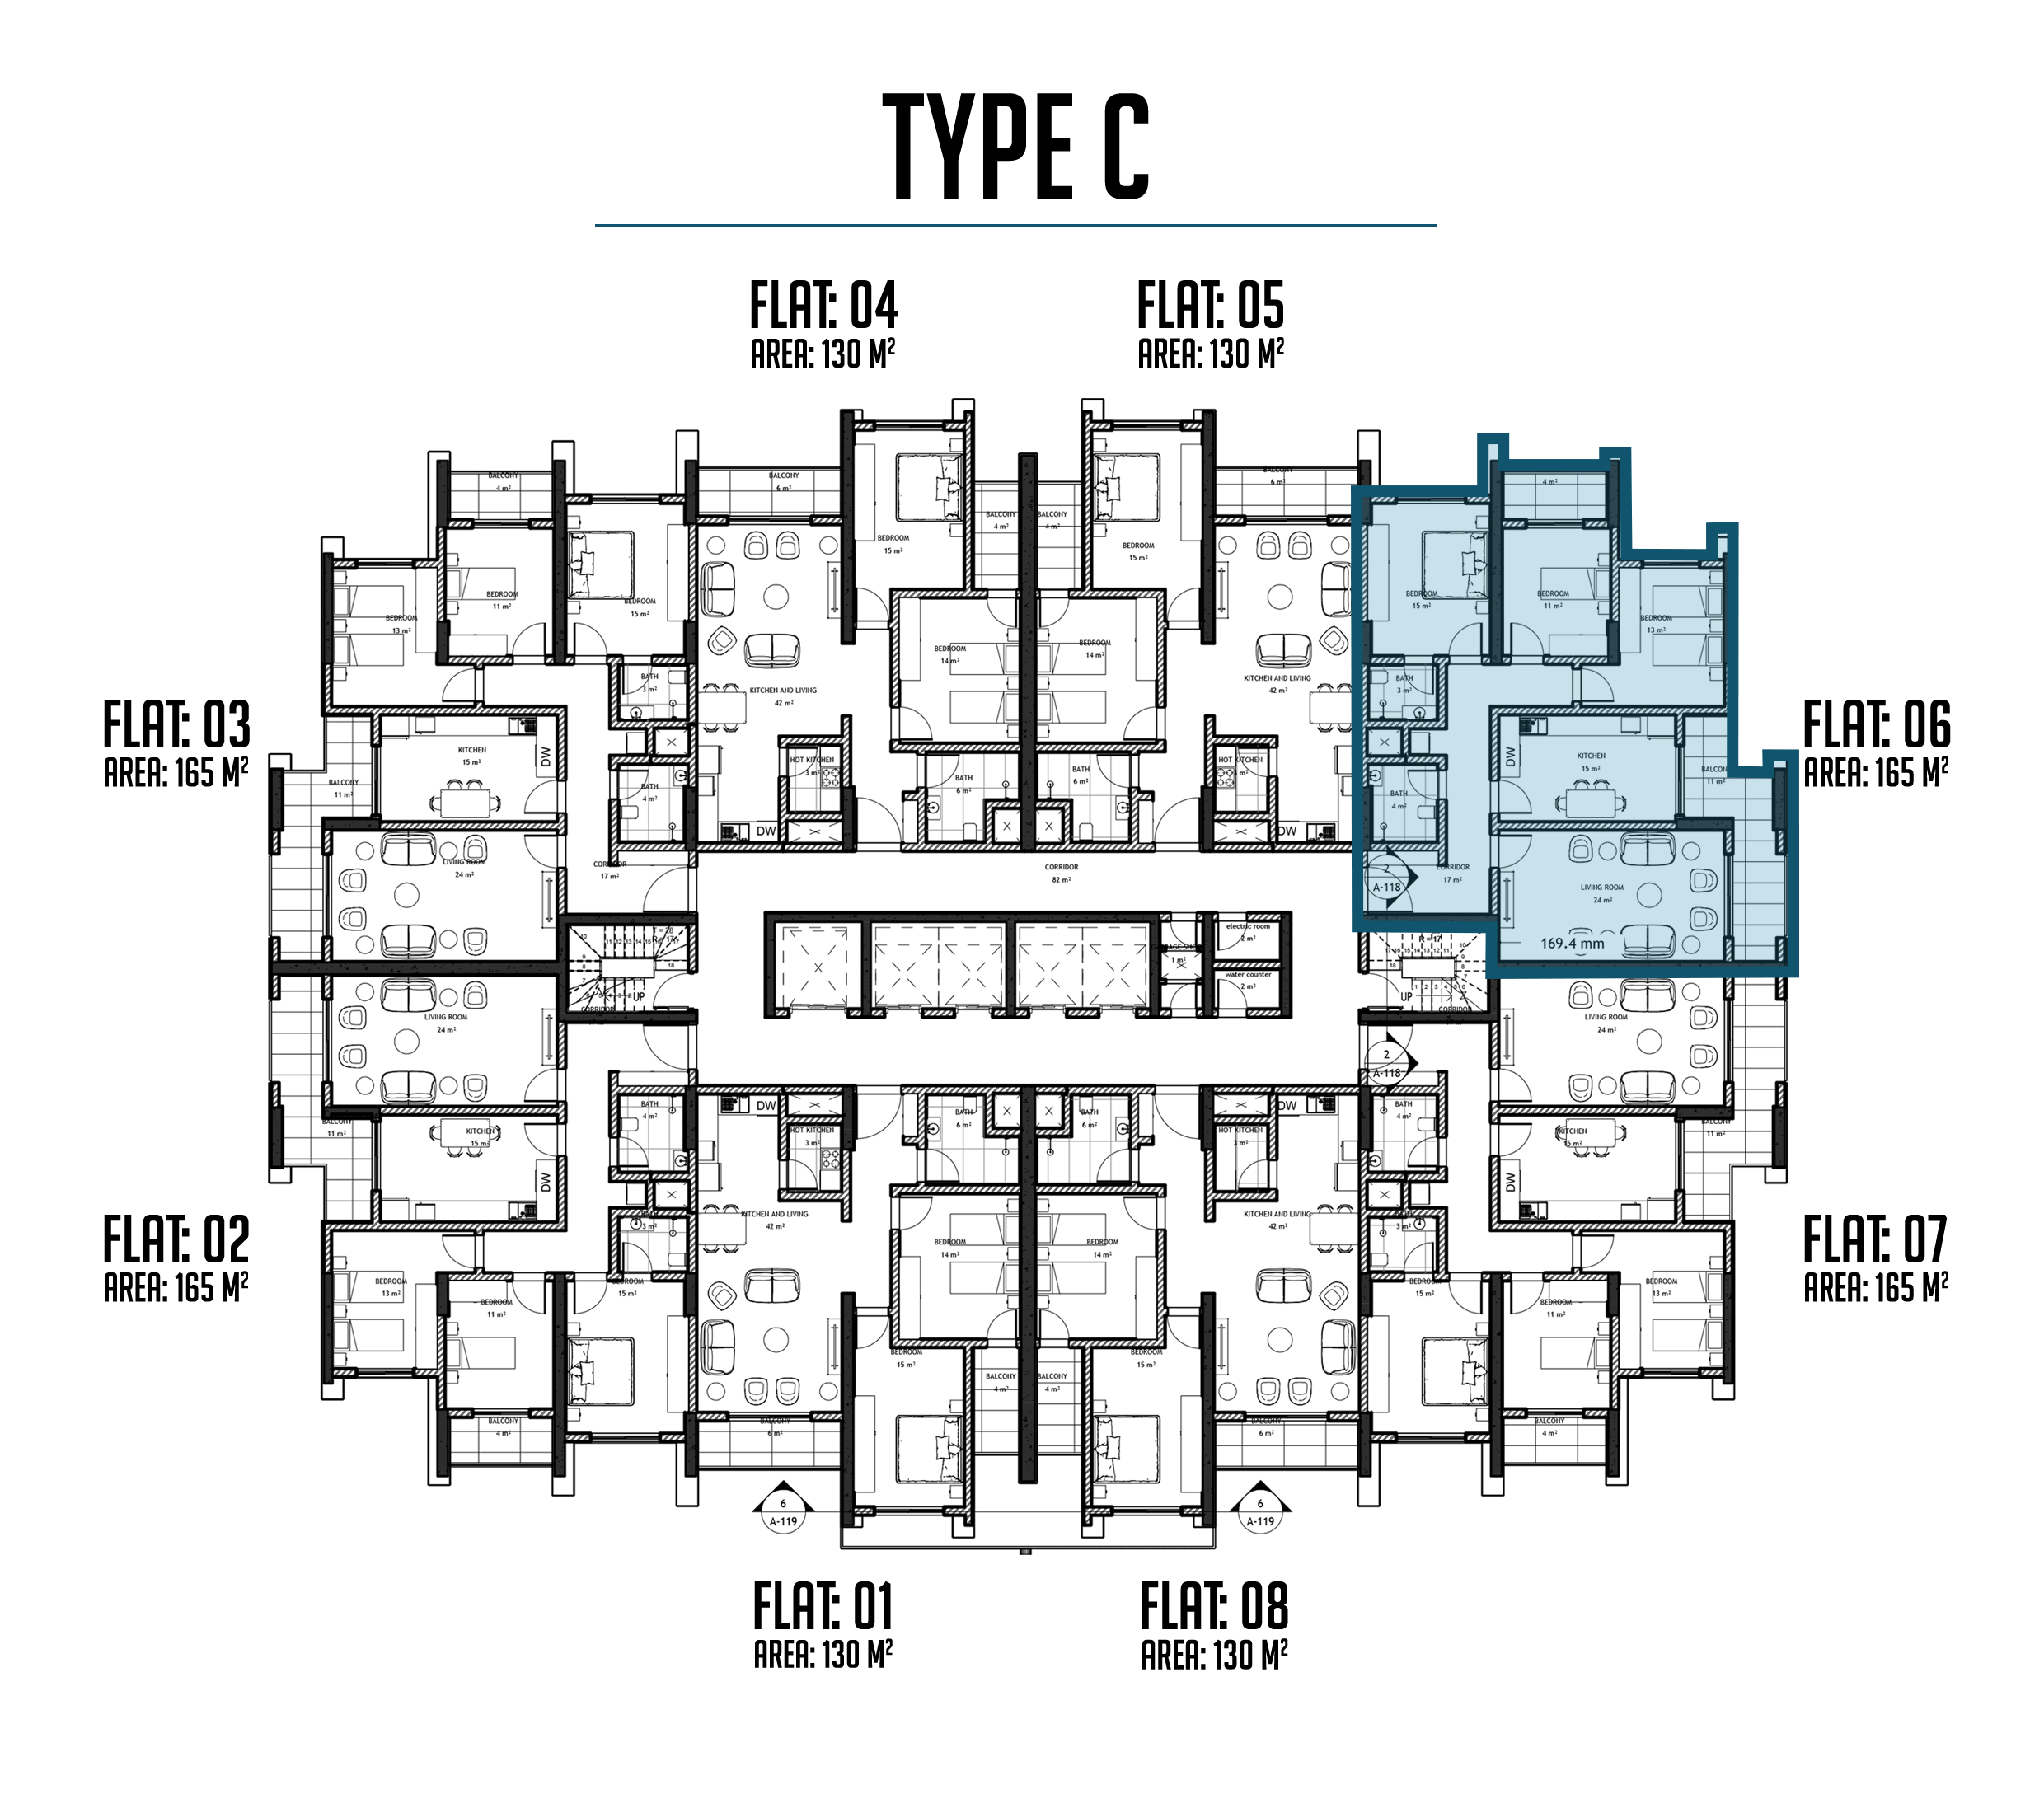 TYPE C
FLAT: 04
AREA: 130 M²
FLAT: 05
AREA: 130 M²
BALCONY
4 m²
BALCONY
6 m²
BALCONY
4 m²
BALCONY
4 m²
BALCONY
6 m²
4 m²
BEDROOM
13 m²
BEDROOM
11 m²
BEDROOM
15 m²
BEDROOM
15 m²
BEDROOM
15 m²
BEDROOM
15 m²
BEDROOM
11 m²
BEDROOM
13 m²
BEDROOM
14 m²
BEDROOM
14 m²
BATH
3 m²
KITCHEN AND LIVING
42 m²
KITCHEN AND LIVING
42 m²
BATH
3 m²
FLAT: 03
AREA: 165 M²
FLAT: 06
AREA: 165 M²
KITCHEN
15 m²
DW
HOT KITCHEN
3 m²
BATH
6 m²
BATH
6 m²
HOT KITCHEN
3 m²
DW
KITCHEN
15 m²
BALCONY
11 m²
BATH
4 m²
BATH
4 m²
11 m²
DW
DW
LIVING ROOM
24 m²
CORRIDOR
17 m²
CORRIDOR
82 m²
2
A-118
CORRIDOR
17 m²
LIVING ROOM
24 m²
169.4 mm
electric room
2 m²
1 m²
water counter
2 m²
R = 17
UP
UP
LIVING ROOM
24 m²
CORRIDOR
2
A-118
LIVING ROOM
24 m²
BALCONY
11 m²
KITCHEN
15 m²
DW
BATH
4 m²
DW
HOT KITCHEN
3 m²
BATH
6 m²
BATH
6 m²
HOT KITCHEN
3 m²
DW
BATH
4 m²
KITCHEN
15 m²
DW
BALCONY
11 m²
3 m²
KITCHEN AND LIVING
42 m²
KITCHEN AND LIVING
42 m²
3 m²
FLAT: 02
AREA: 165 M²
FLAT: 07
AREA: 165 M²
BEDROOM
14 m²
BEDROOM
14 m²
BEDROOM
13 m²
BEDROOM
11 m²
BEDROOM
15 m²
BEDROOM
15 m²
BEDROOM
15 m²
BEDROOM
15 m²
BEDROOM
11 m²
BEDROOM
13 m²
BALCONY
4 m²
BALCONY
6 m²
BALCONY
4 m²
BALCONY
4 m²
BALCONY
6 m²
BALCONY
4 m²
6
A-119
6
A-119
FLAT: 01
AREA: 130 M²
FLAT: 08
AREA: 130 M²